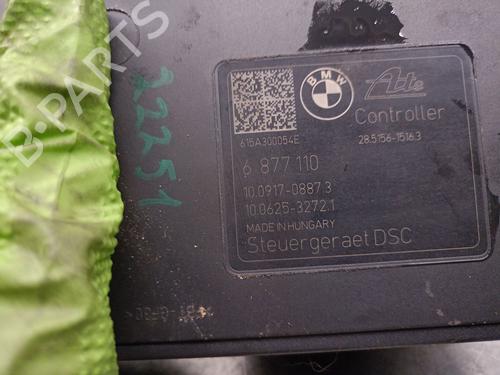 B-PARTS
22251
BMW
Ate
Controller
615A300054E
28.5156-1516.3
6 877 110
10.0917-0887.3
10.0625-3272.1
MADE IN HUNGARY
Steuergeraet DSC